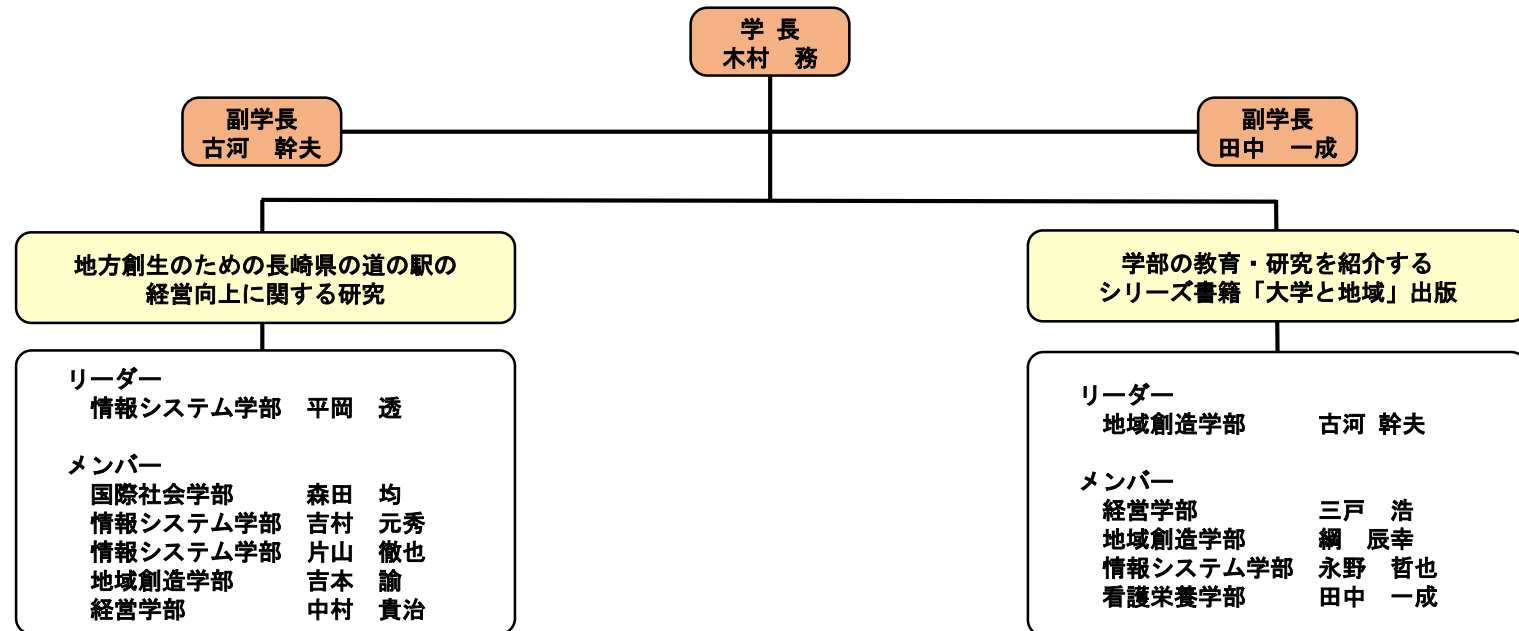 学 長
木村　務
副学長
古河　幹夫
副学長
田中　一成
地方創生のための長崎県の道の駅の
経営向上に関する研究
リーダー
情報システム学部　平岡　透
メンバー
国際社会学部　森田　均
情報システム学部　吉村　元秀
情報システム学部　片山　徹也
地域創造学部　吉本　諭
経営学部　中村　貴治
学部の教育・研究を紹介する
シリーズ書籍「大学と地域」出版
リーダー
地域創造学部　古河 幹夫
メンバー
経営学部　三戸　浩
地域創造学部　綱　辰幸
情報システム学部　永野　哲也
看護栄養学部　田中　一成